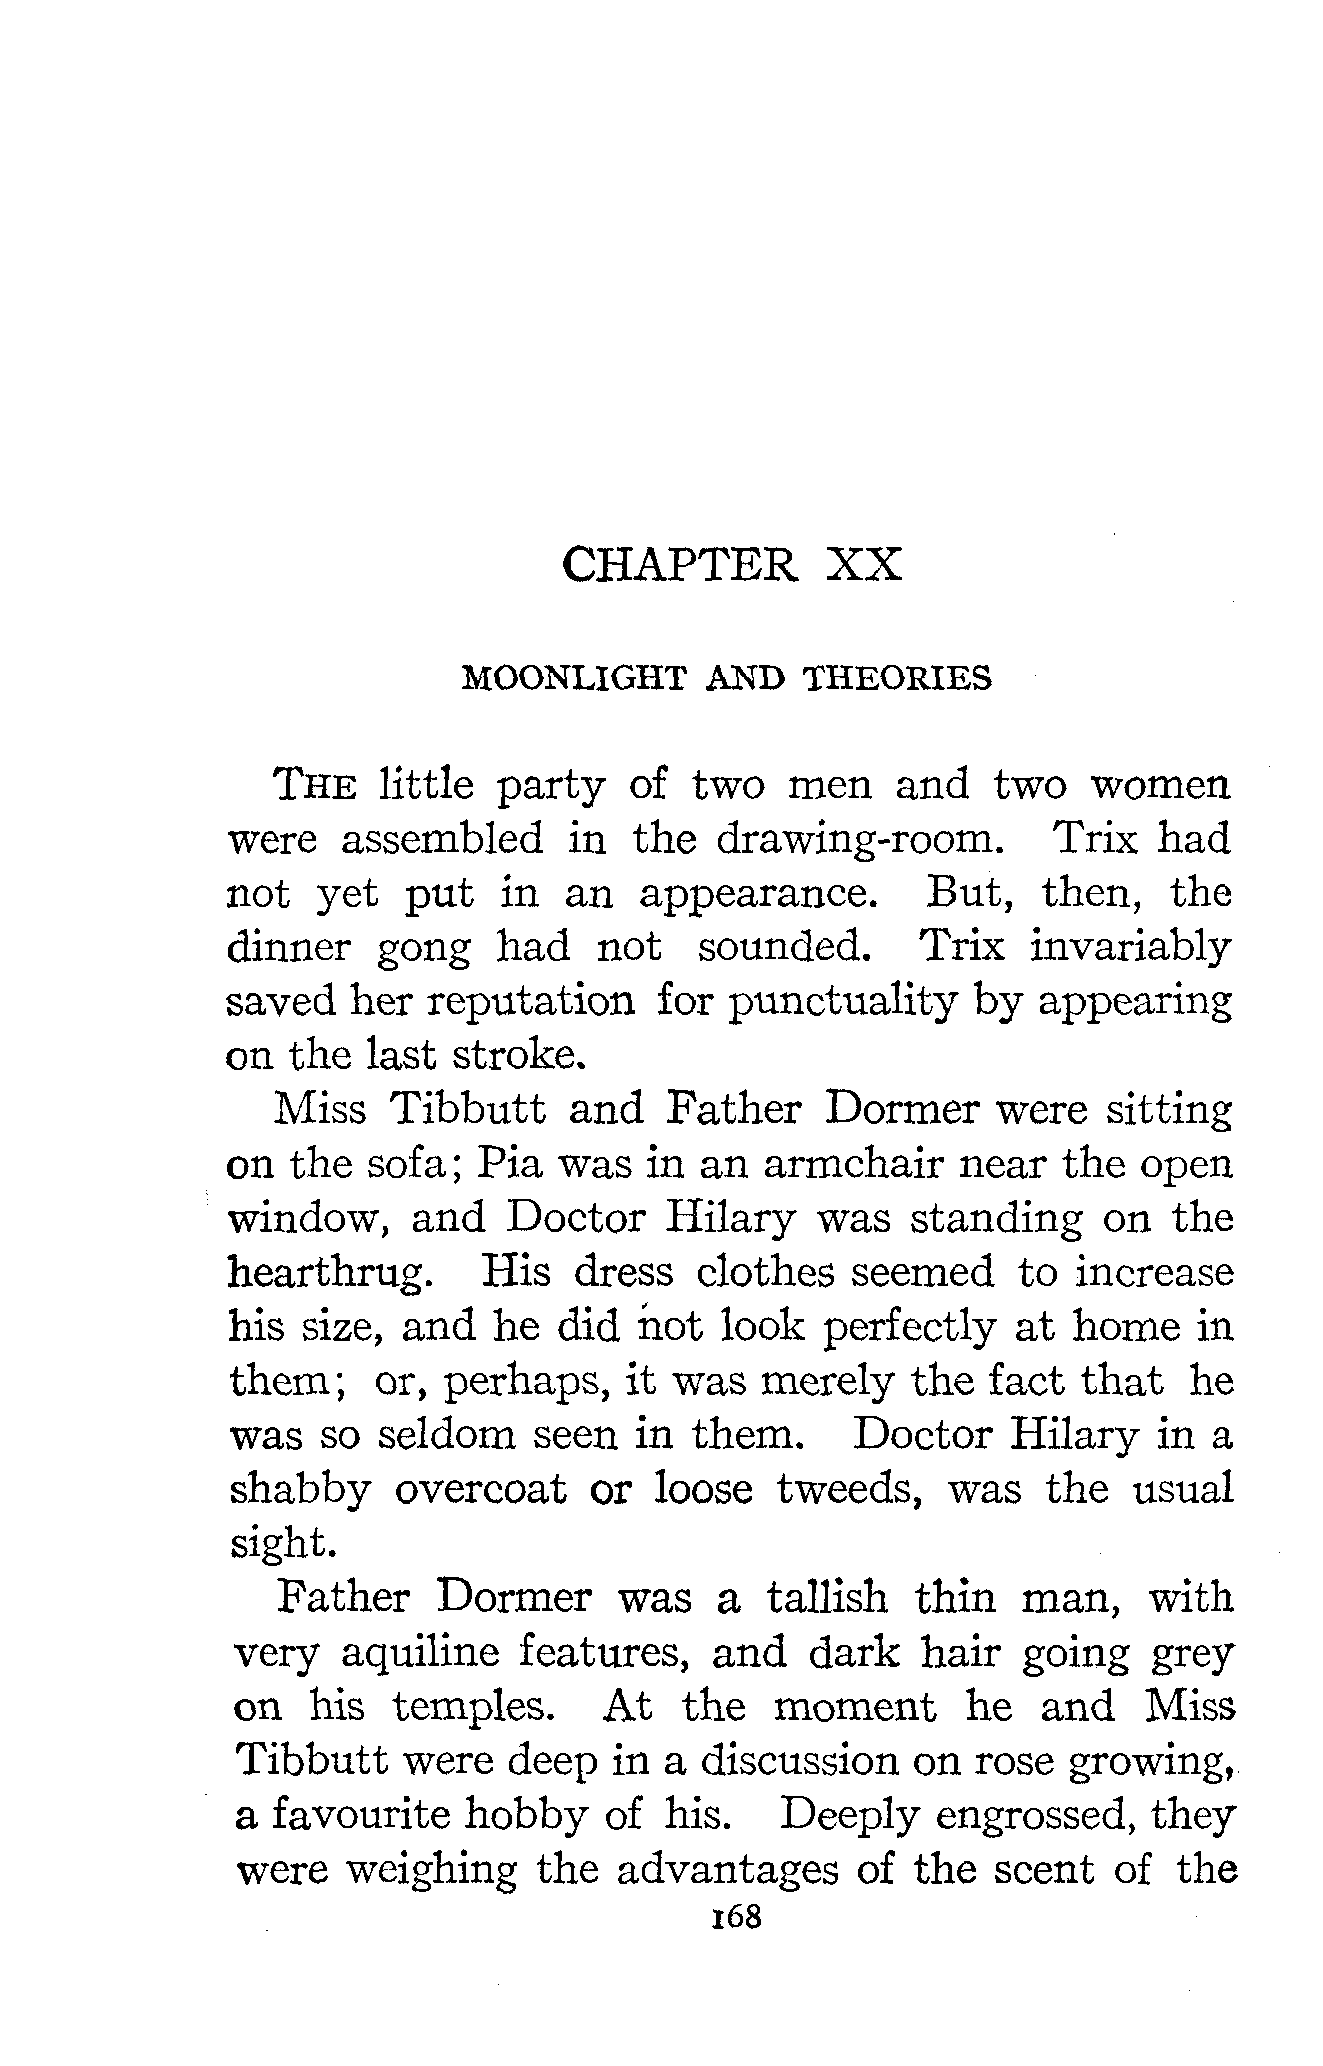 CHAPTER XX
MOONLIGHT AND THEORIES
THE little party of two men and two women
were assembled in the drawing-room. Trix had
not yet put in an appearance. But, then, the
dinner gong had not sounded. Trix invariably
saved her reputation for punctuality by appearing
on the last stroke.
Miss Tibbutt and Father Dormer were sitting
on the sofa; Pia was in an armchair near the open
window, and Doctor Hilary was standing on the
hearthrug. His dress clothes seemed to increase
his size, and he did not look perfectly at home in
them; or, perhaps, it was merely the fact that he
was so seldom seen in them. Doctor Hilary in a
shabby overcoat or loose tweeds, was the usual
sight.
Father Dormer was a tallish thin man, with
very aquiline features, and dark hair going grey
on his temples. At the moment he and Miss
Tibbutt were deep in a discussion on rose growing,
a favourite hobby of his. Deeply engrossed, they
were weighing the advantages of the scent of the
168